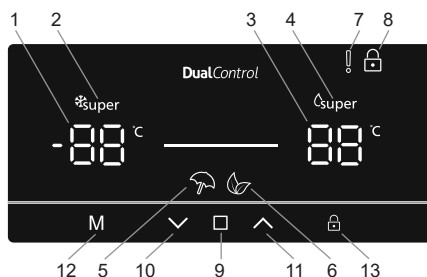 1 2 3 4 7 8
DualControl
super super
-88 °C 88 °C
M
12 5 10 9 11 6 13